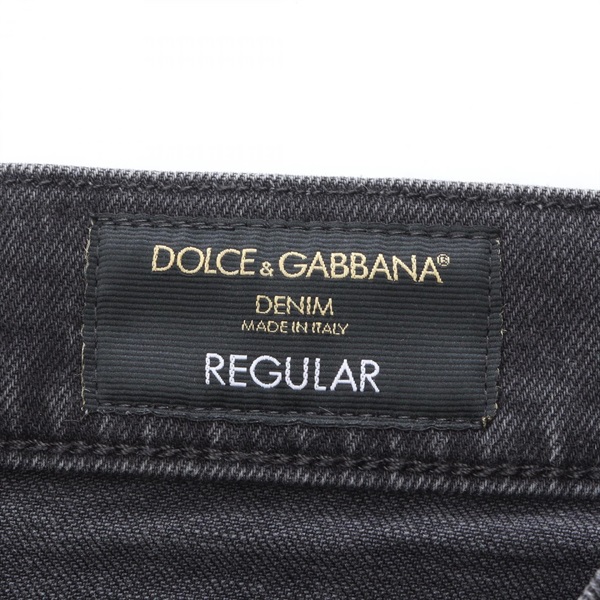 DOLCE & GABBANA®
DENIM
MADE IN ITALY
REGULAR